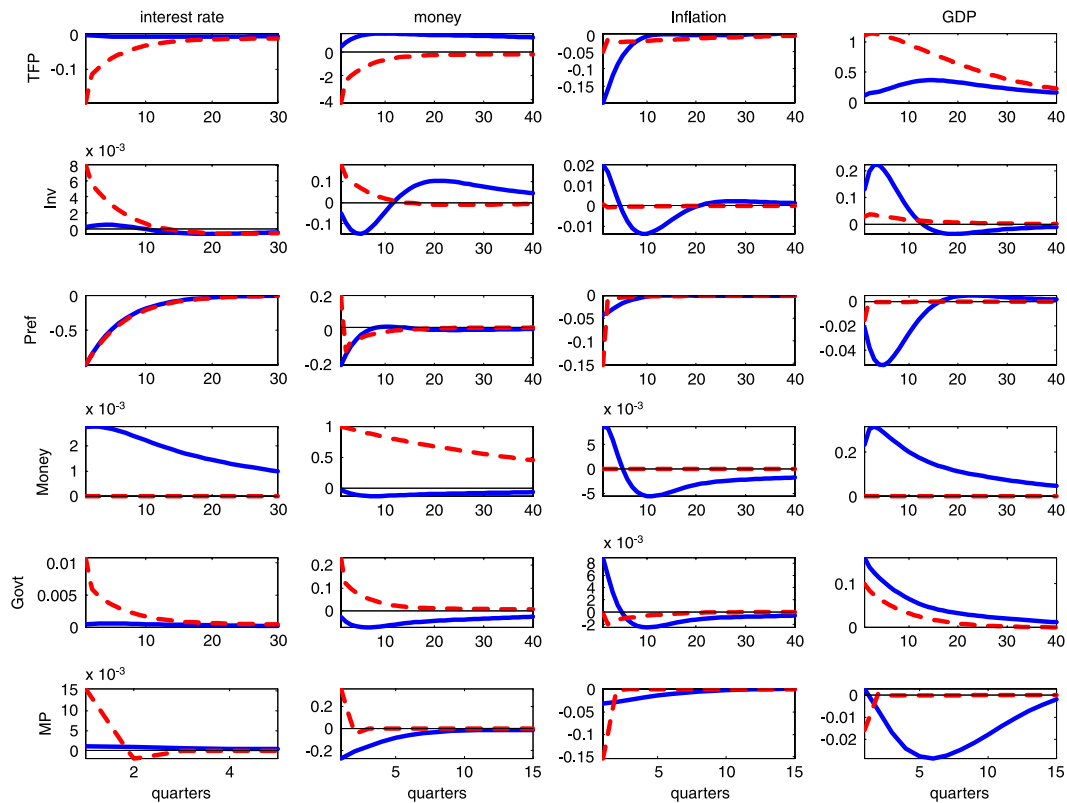 interest rate money Inflation GDP
TFP
0 -0.1
10 20 30
2 0 -2 -4
10 20 30 40
0 -0.05 -0.1 -0.15 -0.2
10 20 30 40
1 0.5 0
10 20 30 40
Inv
x 10-3
8 6 4 2 0
10 20 30
0.1 0 -0.1
10 20 30 40
0.02 0.01 0 -0.01
10 20 30 40
0.2 0.1 0
10 20 30 40
Pref
0 -0.5
10 20 30
0.2 0 -0.2
10 20 30 40
0 -0.05 -0.1 -0.15
10 20 30 40
0 -0.02 -0.04
10 20 30 40
Money
x 10-3
2 1 0
10 20 30
1 0.5 0
10 20 30 40
x 10-3
5 0 -5
10 20 30 40
0.2 0
10 20 30 40
Govt
0.01 0.005 0
10 20 30
0.2 0.1 0
10 20 30 40
x 10-3
8 6 4 2 0 -2
10 20 30 40
0.1 0
10 20 30 40
MP
x 10-3
15 10 5 0
2 4
quarters
0.2 0 -0.2
5 10 15
quarters
0 -0.05 -0.1 -0.15
5 10 15
quarters
0 -0.01 -0.02
5 10 15
quarters